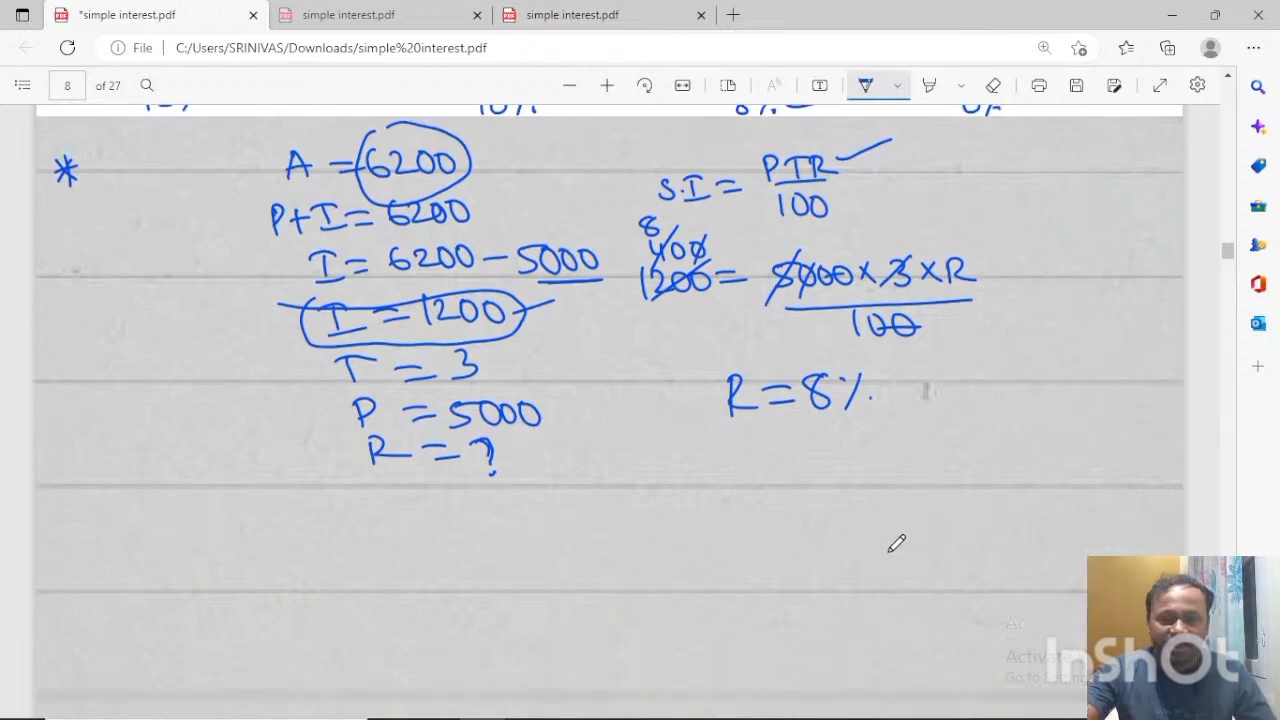 *simple interest.pdf
simple interest.pdf
simple interest.pdf
File C:/Users/SRINIVAS/Downloads/simple%20interest.pdf
8 of 27
* A = 6200
P+I = 6200
I = 6200 - 5000
I = 1200
T = 3
P = 5000
R = ?
S.I = PTR
100
8
400
1200 = 5000 × 3 × R
100
R = 8%
Activate
InShOt